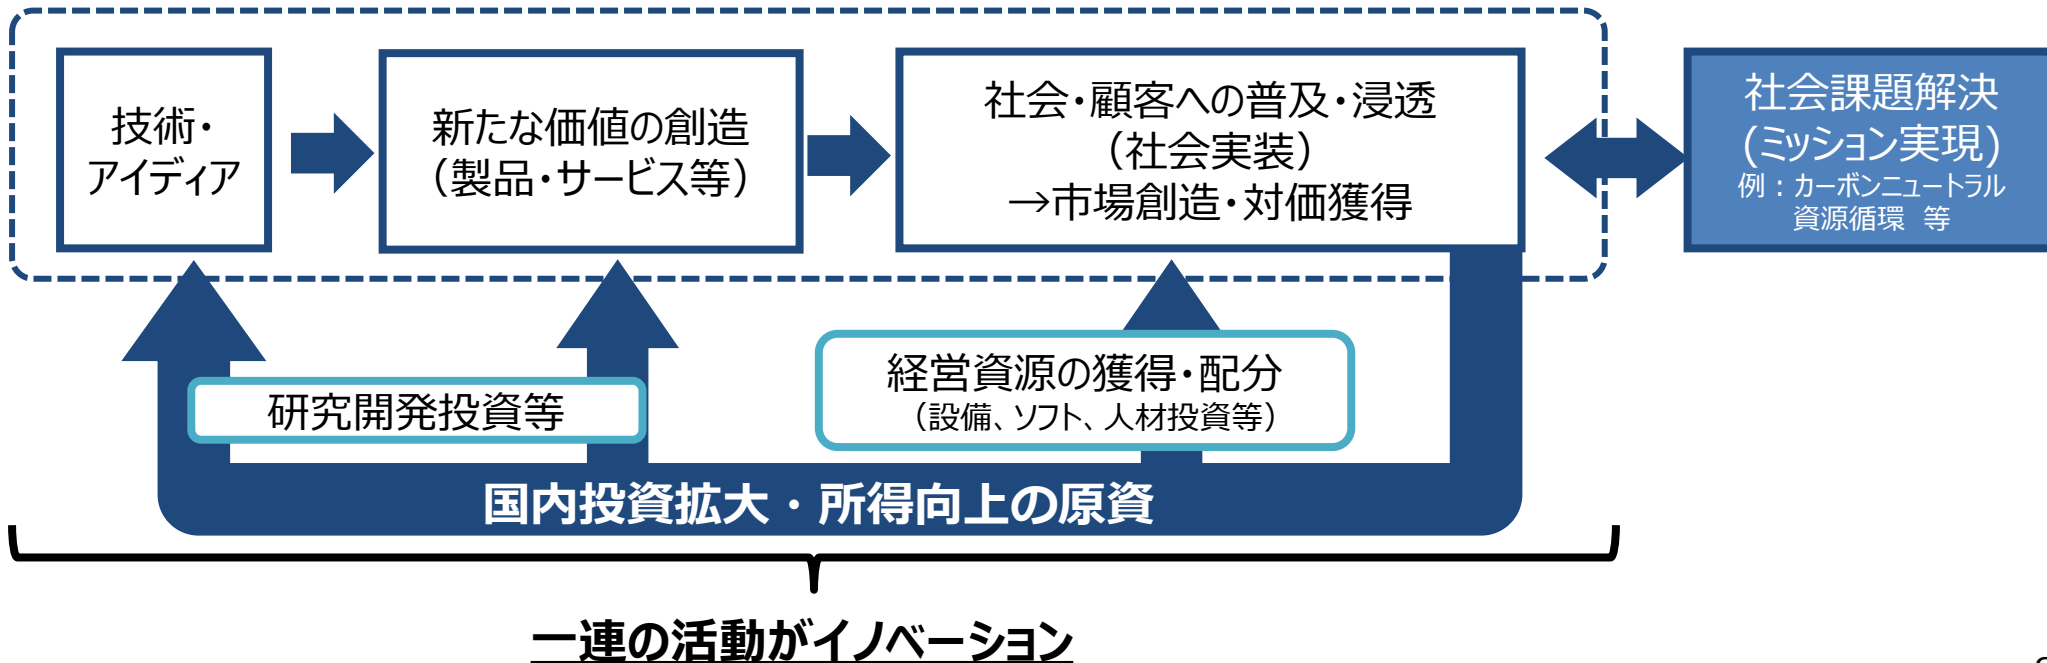 技術・
アイディア
新たな価値の創造
（製品・サービス等）
社会・顧客への普及・浸透
（社会実装）
→市場創造・対価獲得
社会課題解決
（ミッション実現）
例：カーボンニュートラル
資源循環　等
研究開発投資等
経営資源の獲得・配分
（設備、ソフト、人材投資等）
国内投資拡大・所得向上の原資
一連の活動がイノベーション